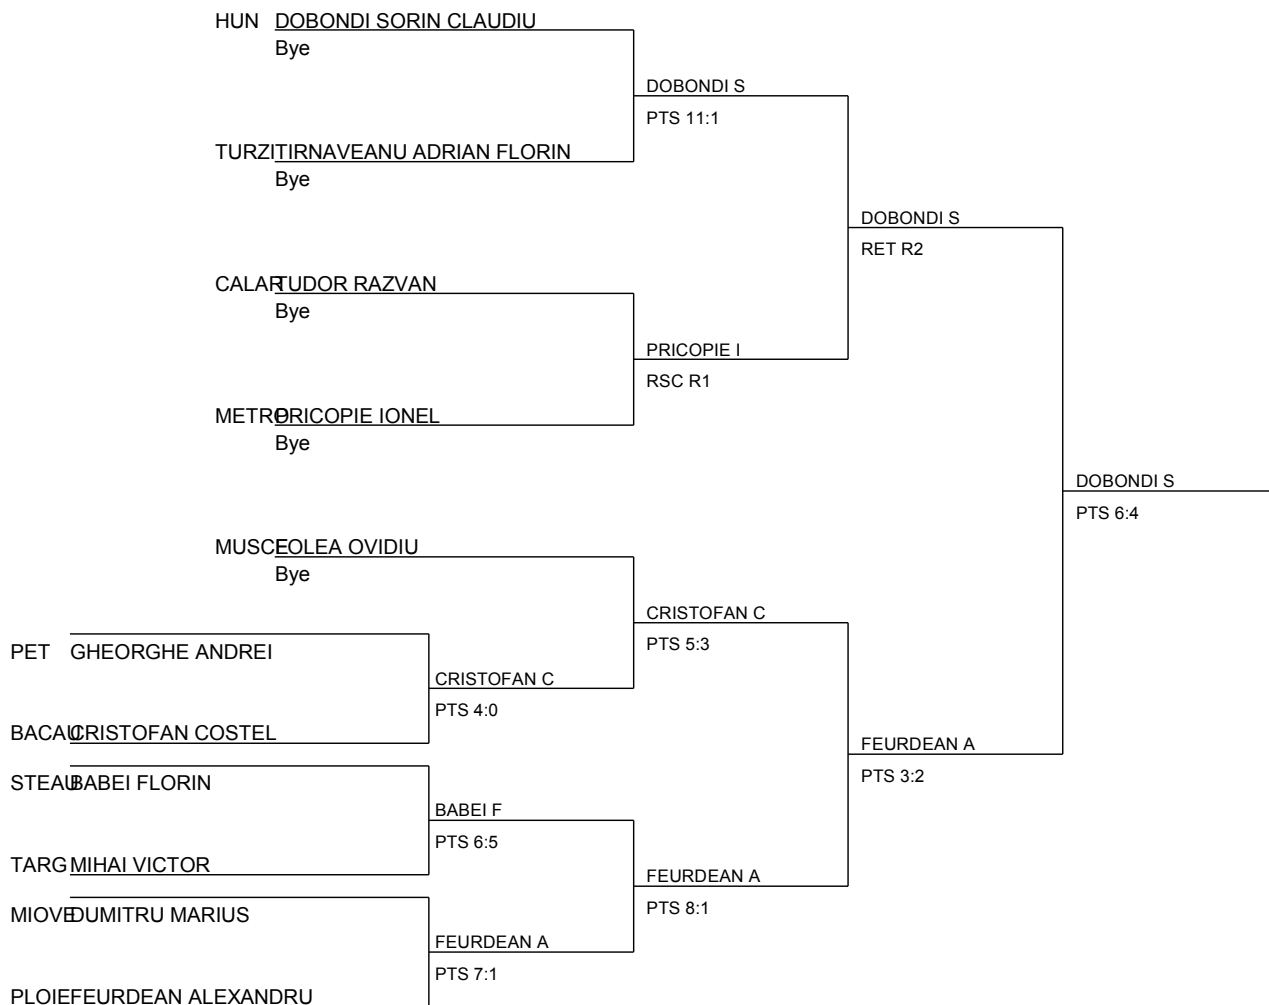 HUN DOBONDI SORIN CLAUDIU
Bye
DOBONDI S
PTS 11:1
TURZI TIRNAVEANU ADRIAN FLORIN
Bye
DOBONDI S
RET R2
CALAR TUDOR RAZVAN
Bye
PRICOPIE I
RSC R1
METRO PRICOPIE IONEL
Bye
DOBONDI S
PTS 6:4
MUSCE OLEA OVIDIU
Bye
CRISTOFAN C
PTS 5:3
PET GHEORGHE ANDREI
CRISTOFAN C
PTS 4:0
BACAU CRISTOFAN COSTEL
FEURDEAN A
PTS 3:2
STEAU BABEI FLORIN
BABEI F
PTS 6:5
TARG MIHAI VICTOR
FEURDEAN A
PTS 8:1
MIOVE DUMITRU MARIUS
FEURDEAN A
PTS 7:1
PLOIE FEURDEAN ALEXANDRU